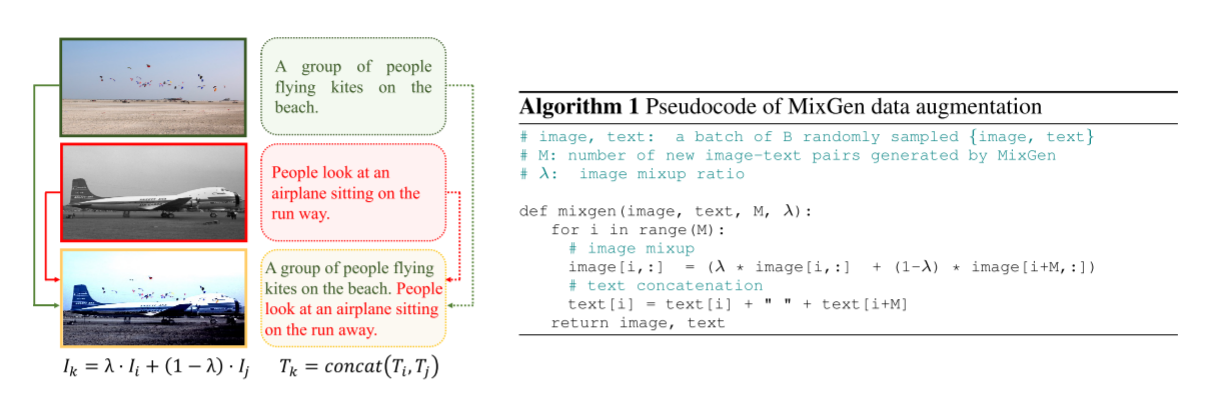 A group of people
flying kites on the
beach.
People look at an
airplane sitting on the
run way.
A group of people flying
kites on the beach. People
look at an airplane sitting
on the run away.
I_k = λ · I_i + (1 − λ) · I_j
T_k = concat(T_i, T_j)
Algorithm 1 Pseudocode of MixGen data augmentation
# image, text:  a batch of B randomly sampled {image, text}
# M: number of new image-text pairs generated by MixGen
# λ:  image mixup ratio
def mixgen(image, text, M, λ):
for i in range(M):
# image mixup
image[i,:]  = (λ * image[i,:]  + (1-λ) * image[i+M,:])
# text concatenation
text[i] = text[i] + " " + text[i+M]
return image, text